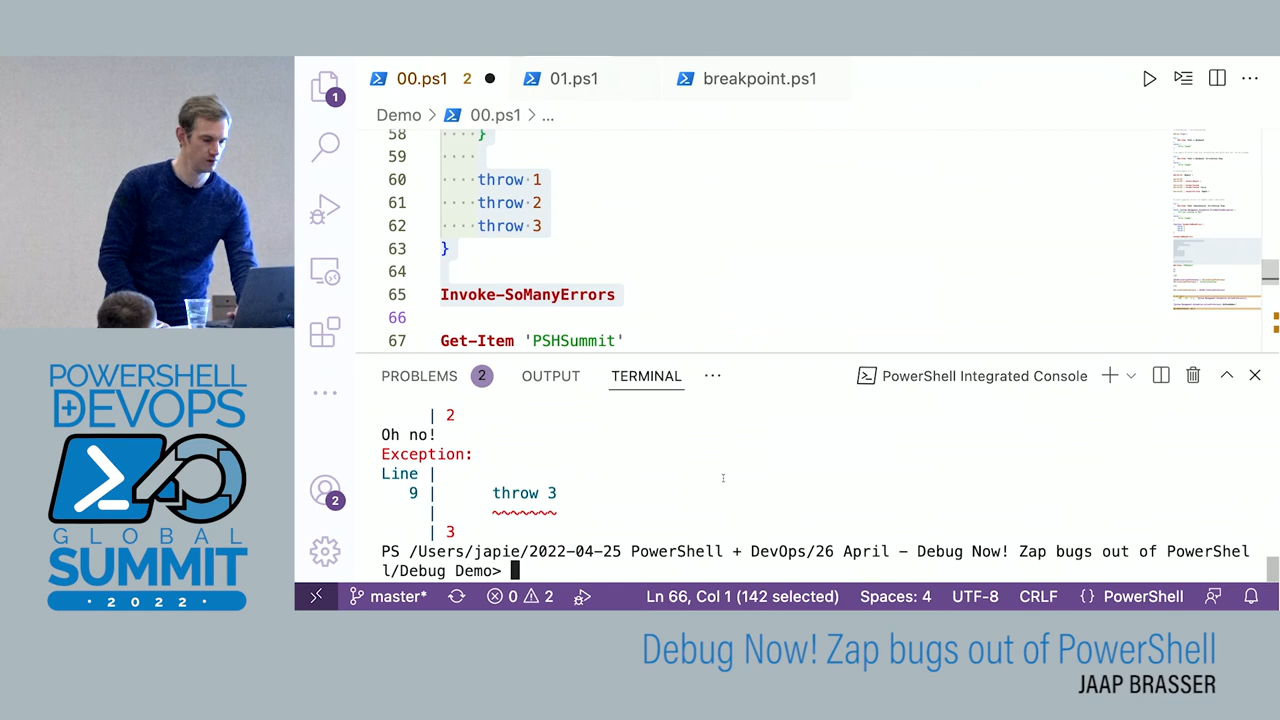 00.ps1 2
01.ps1
breakpoint.ps1
1
Demo > 00.ps1 > ...
58 ····}
59 ····
60 ····throw·1
61 ····throw·2
62 ····throw·3
63 }
64
65 Invoke-SoManyErrors
66
67 Get-Item 'PSHSummit'
PROBLEMS 2 OUTPUT TERMINAL ··· PowerShell Integrated Console
| 2
Oh no!
Exception:
Line |
9 | throw 3
| ~~~~~~~
| 3
PS /Users/japie/2022-04-25 PowerShell + DevOps/26 April - Debug Now! Zap bugs out of PowerShel
l/Debug Demo>
2
master* 0 2 Ln 66, Col 1 (142 selected) Spaces: 4 UTF-8 CRLF {} PowerShell
POWERSHELL
+DEVOPS
GLOBAL
SUMMIT
· 2022 ·
Debug Now! Zap bugs out of PowerShell
JAAP BRASSER